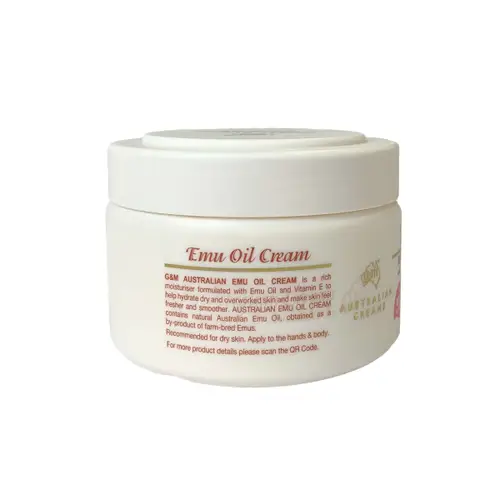 Emu Oil Cream
G&M AUSTRALIAN EMU OIL CREAM is a rich
moisturiser formulated with Emu Oil and Vitamin E to
help hydrate dry and overworked skin and make skin feel
fresher and smoother. AUSTRALIAN EMU OIL CREAM
contains natural Australian Emu Oil, obtained as a
by-product of farm-bred Emus.
Recommended for dry skin. Apply to the hands & body.
For more product details please scan the QR Code.
AUSTRALIAN
CREAMS